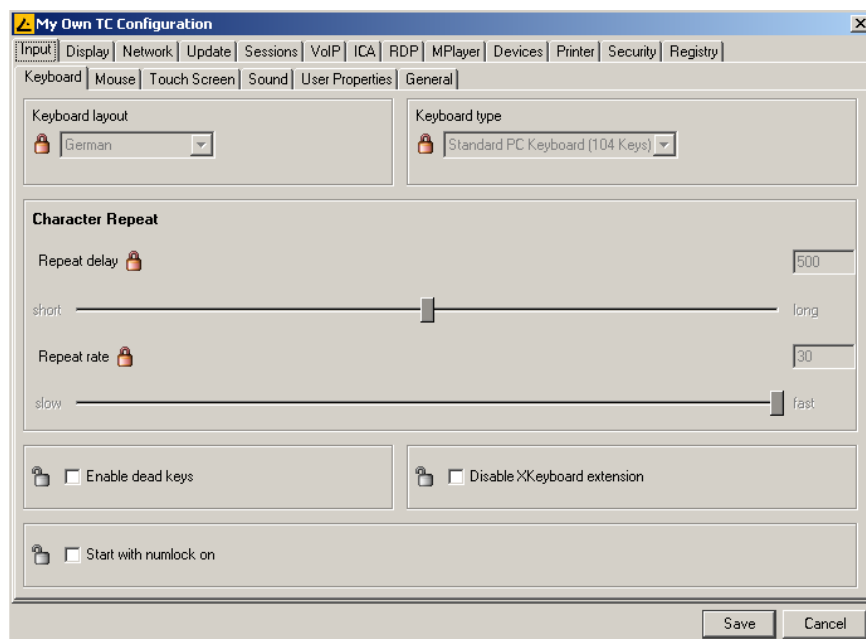 My Own TC Configuration
Input Display Network Update Sessions VoIP ICA RDP MPlayer Devices Printer Security Registry
Keyboard Mouse Touch Screen Sound User Properties General
Keyboard layout Keyboard type
German Standard PC Keyboard (104 Keys)
Character Repeat
Repeat delay 500
short long
Repeat rate 30
slow fast
Enable dead keys Disable XKeyboard extension
Start with numlock on
Save Cancel